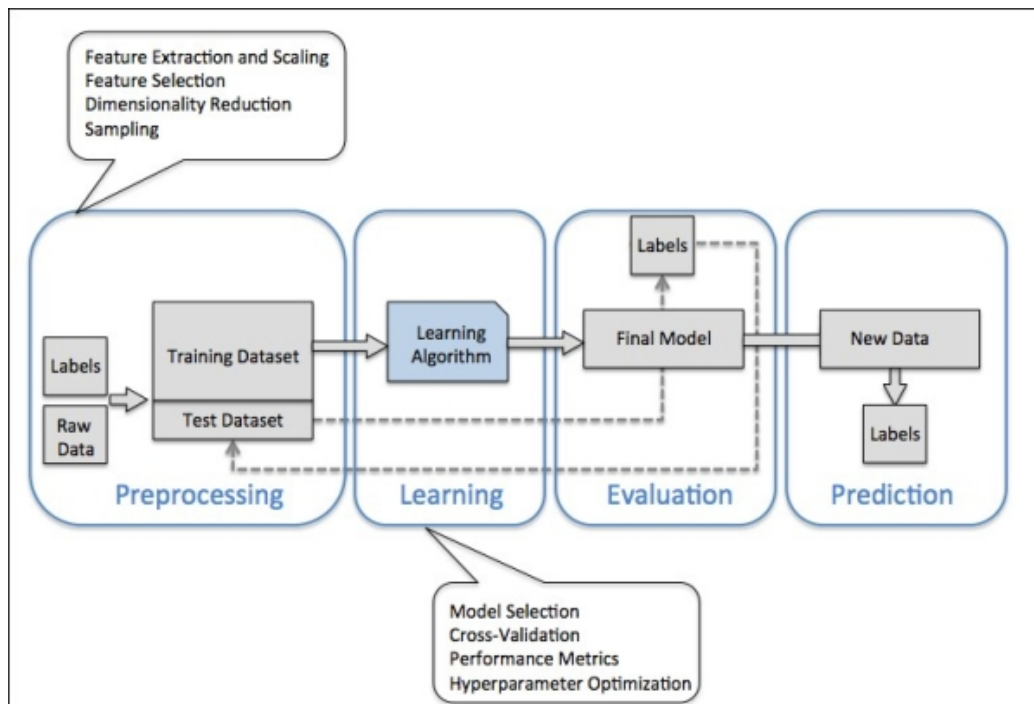 Feature Extraction and Scaling
Feature Selection
Dimensionality Reduction
Sampling
Labels
Raw
Data
Training Dataset
Test Dataset
Preprocessing
Learning
Algorithm
Learning
Labels
Final Model
Evaluation
New Data
Labels
Prediction
Model Selection
Cross-Validation
Performance Metrics
Hyperparameter Optimization